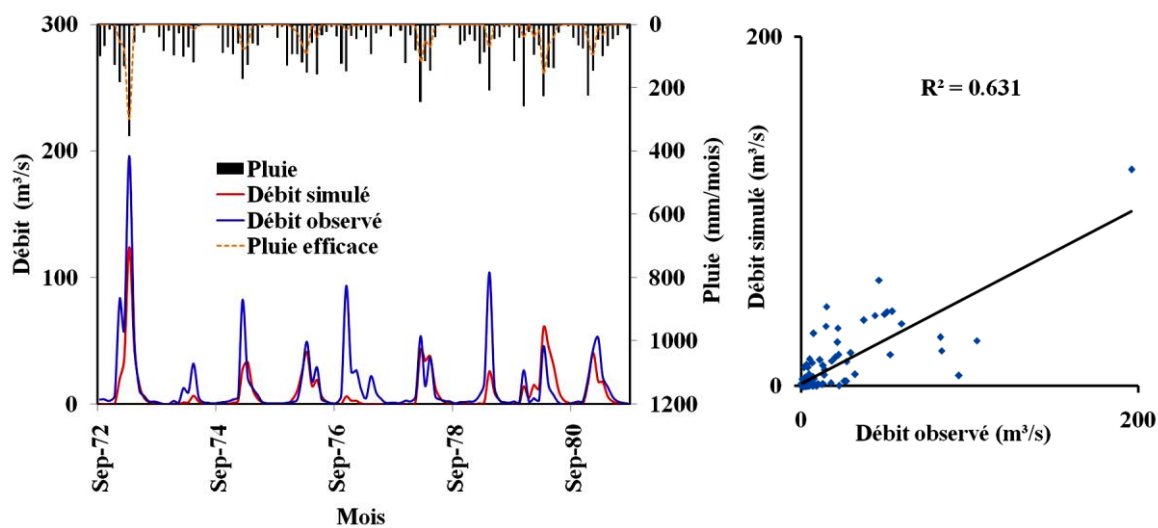 300
200
100
0
Débit (m³/s)
Pluie
Débit simulé
Débit observé
Pluie efficace
0
200
400
600
800
1000
1200
Pluie (mm/mois)
Sep-72
Sep-74
Sep-76
Sep-78
Sep-80
Mois
200
0
Débit simulé (m³/s)
R² = 0.631
0
200
Débit observé (m³/s)